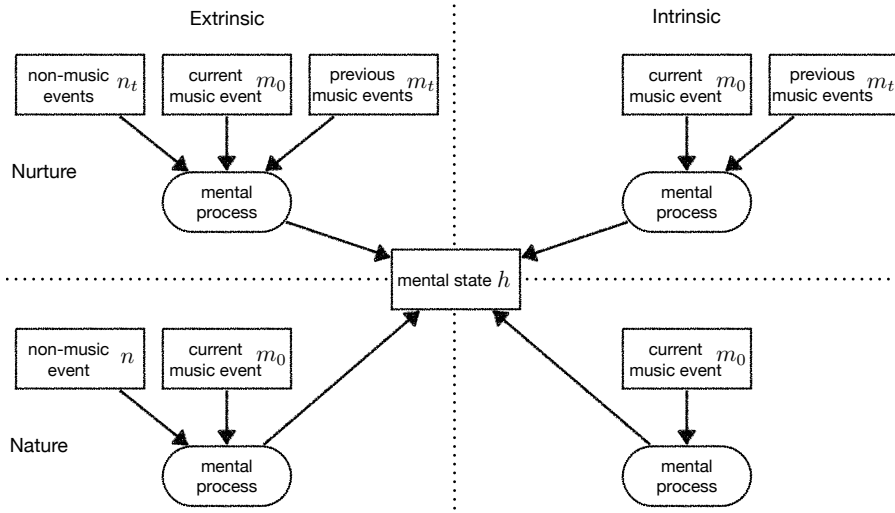 Extrinsic
Intrinsic
non-music n_t
events
current m_0
music event
previous m_t
music events
current m_0
music event
previous m_t
music events
Nurture
mental
process
mental
process
mental state h
non-music n
event
current m_0
music event
current m_0
music event
Nature
mental
process
mental
process